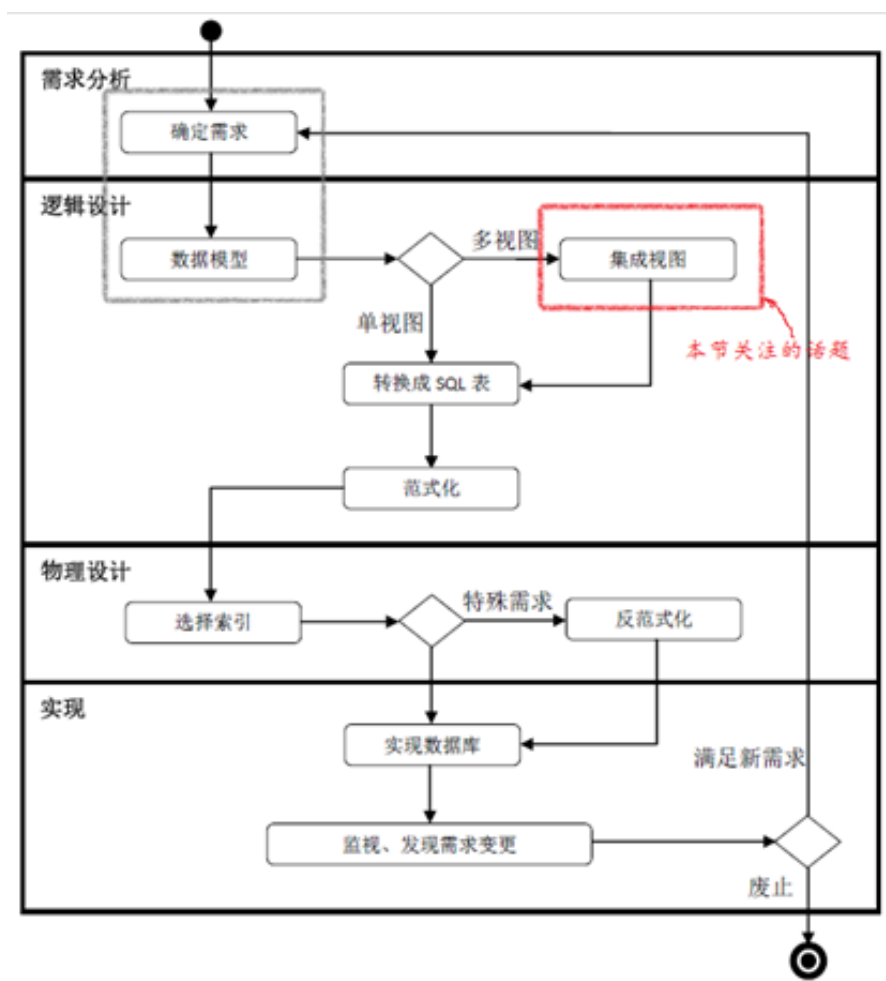 需求分析
确定需求
逻辑设计
数据模型
多视图
集成视图
单视图
本节关注的话题
转换成 SQL 表
范式化
物理设计
选择索引
特殊需求
反范式化
实现
实现数据库
满足新需求
监视、发现需求变更
废止